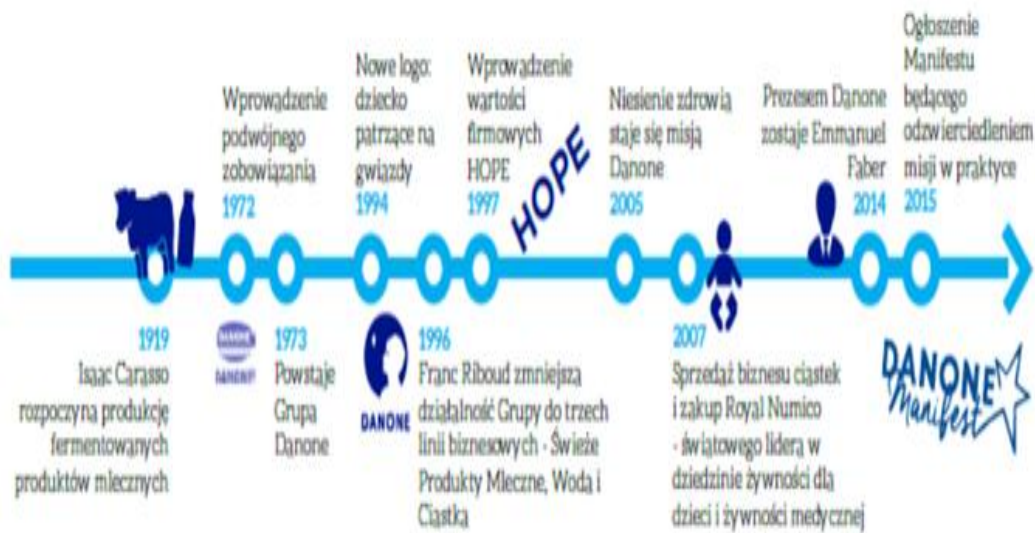 Wprowadzenie
podwójnego
zobowiązania
1972
Nowe logo:
dziecko
patrzące na
gwiazdy
1994
Wprowadzenie
wartości
firmowych
HOPE
1997
HOPE
Niesienie zdrowia
staje się misją
Danone
2005
Prezesem Danone
zostaje Emmanuel
Faber
2014
Ogłoszenie
Manifestu
będącego
odzwierciedleniem
misji w praktyce
2015
1919
Isaac Carasso
rozpoczyna produkcję
fermentowanych
produktów mlecznych
DANONE
1973
Powstaje
Grupa
Danone
DANONE
1996
Franc Riboud zmniejsza
działalność Grupy do trzech
linii biznesowych - Świeże
Produkty Mleczne, Woda i
Ciastka
2007
Sprzedaż biznesu ciastek
i zakup Royal Numico
- światowego lidera w
dziedzinie żywności dla
dzieci i żywności medycznej
DANONE
Manifest